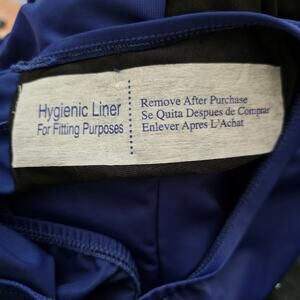 Hygienic Liner
For Fitting Purposes
Remove After Purchase
Se Quita Despues de Comprar
Enlever Apres L'Achat